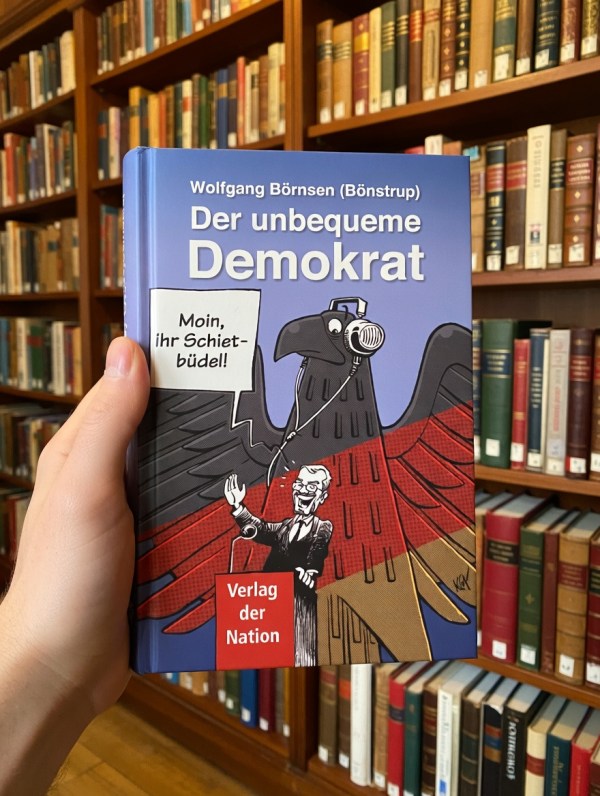 Wolfgang Börnsen (Bönstrup)
Der unbequeme
Demokrat
Moin,
ihr Schiet-
büdel!
Verlag
der
Nation